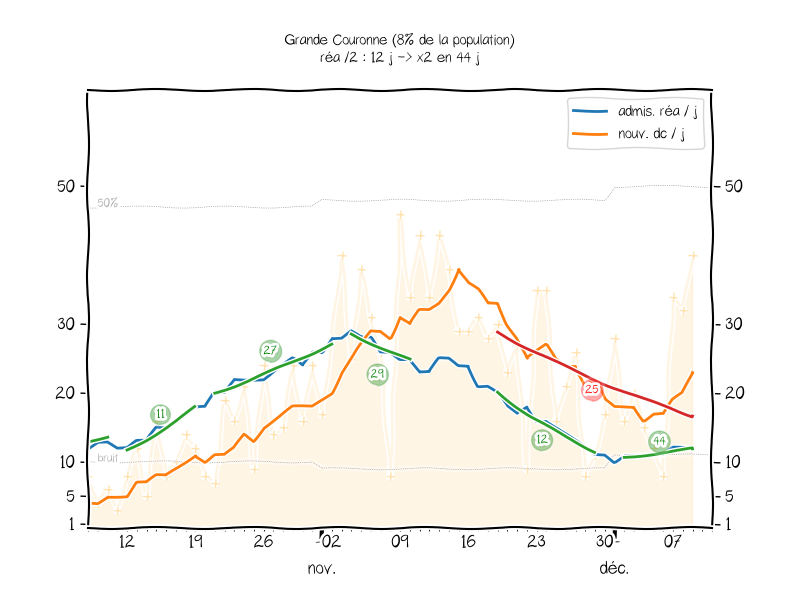 Grande Couronne (8% de la population)
réa /2 : 12 j -> x2 en 44 j
admis. réa / j
nouv. dc / j
50
50
50%
30
30
27
11
29
20
20
25
12
44
bruit
10
10
5
5
1
1
12 19 26 02 09 16 23 30 07
nov. déc.